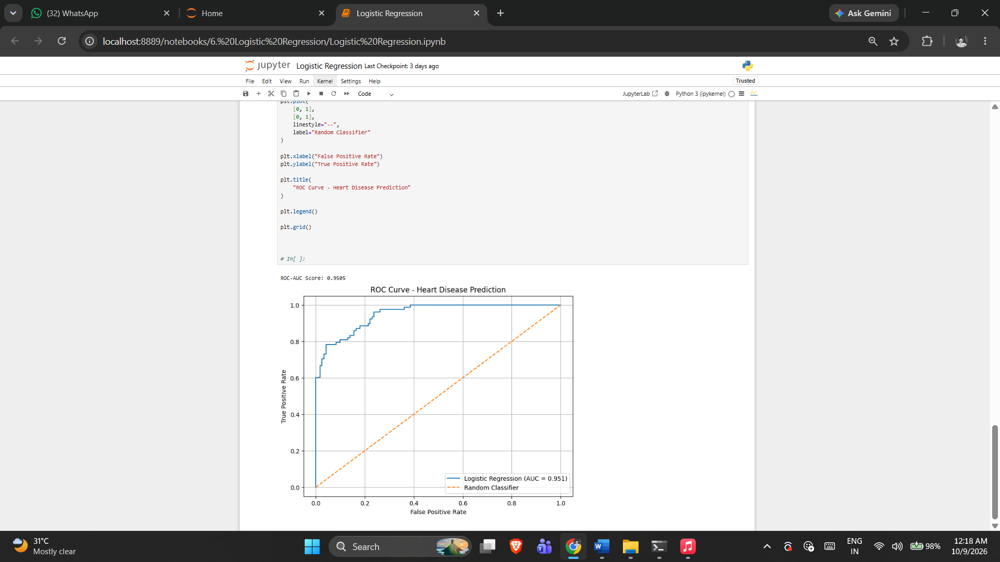 (32) WhatsApp
Home
Logistic Regression
Ask Gemini
localhost:8889/notebooks/6.%20Logistic%20Regression/Logistic%20Regression.ipynb
jupyter Logistic Regression Last Checkpoint: 3 days ago
File Edit View Run Kernel Settings Help
Trusted
Code
JupyterLab
Python 3 (ipykernel)
plt.plot(
[0, 1],
[0, 1],
linestyle="--",
label="Random Classifier"
)
plt.xlabel("False Positive Rate")
plt.ylabel("True Positive Rate")
plt.title(
"ROC Curve - Heart Disease Prediction"
)
plt.legend()
plt.grid()
# In[ ]:
ROC-AUC Score: 0.9505
ROC Curve - Heart Disease Prediction
1.0
0.8
0.6
0.4
0.2
0.0
True Positive Rate
Logistic Regression (AUC = 0.951)
Random Classifier
0.0 0.2 0.4 0.6 0.8 1.0
False Positive Rate
31°C
Mostly clear
Search
ENG
IN
98%
12:18 AM
10/9/2026